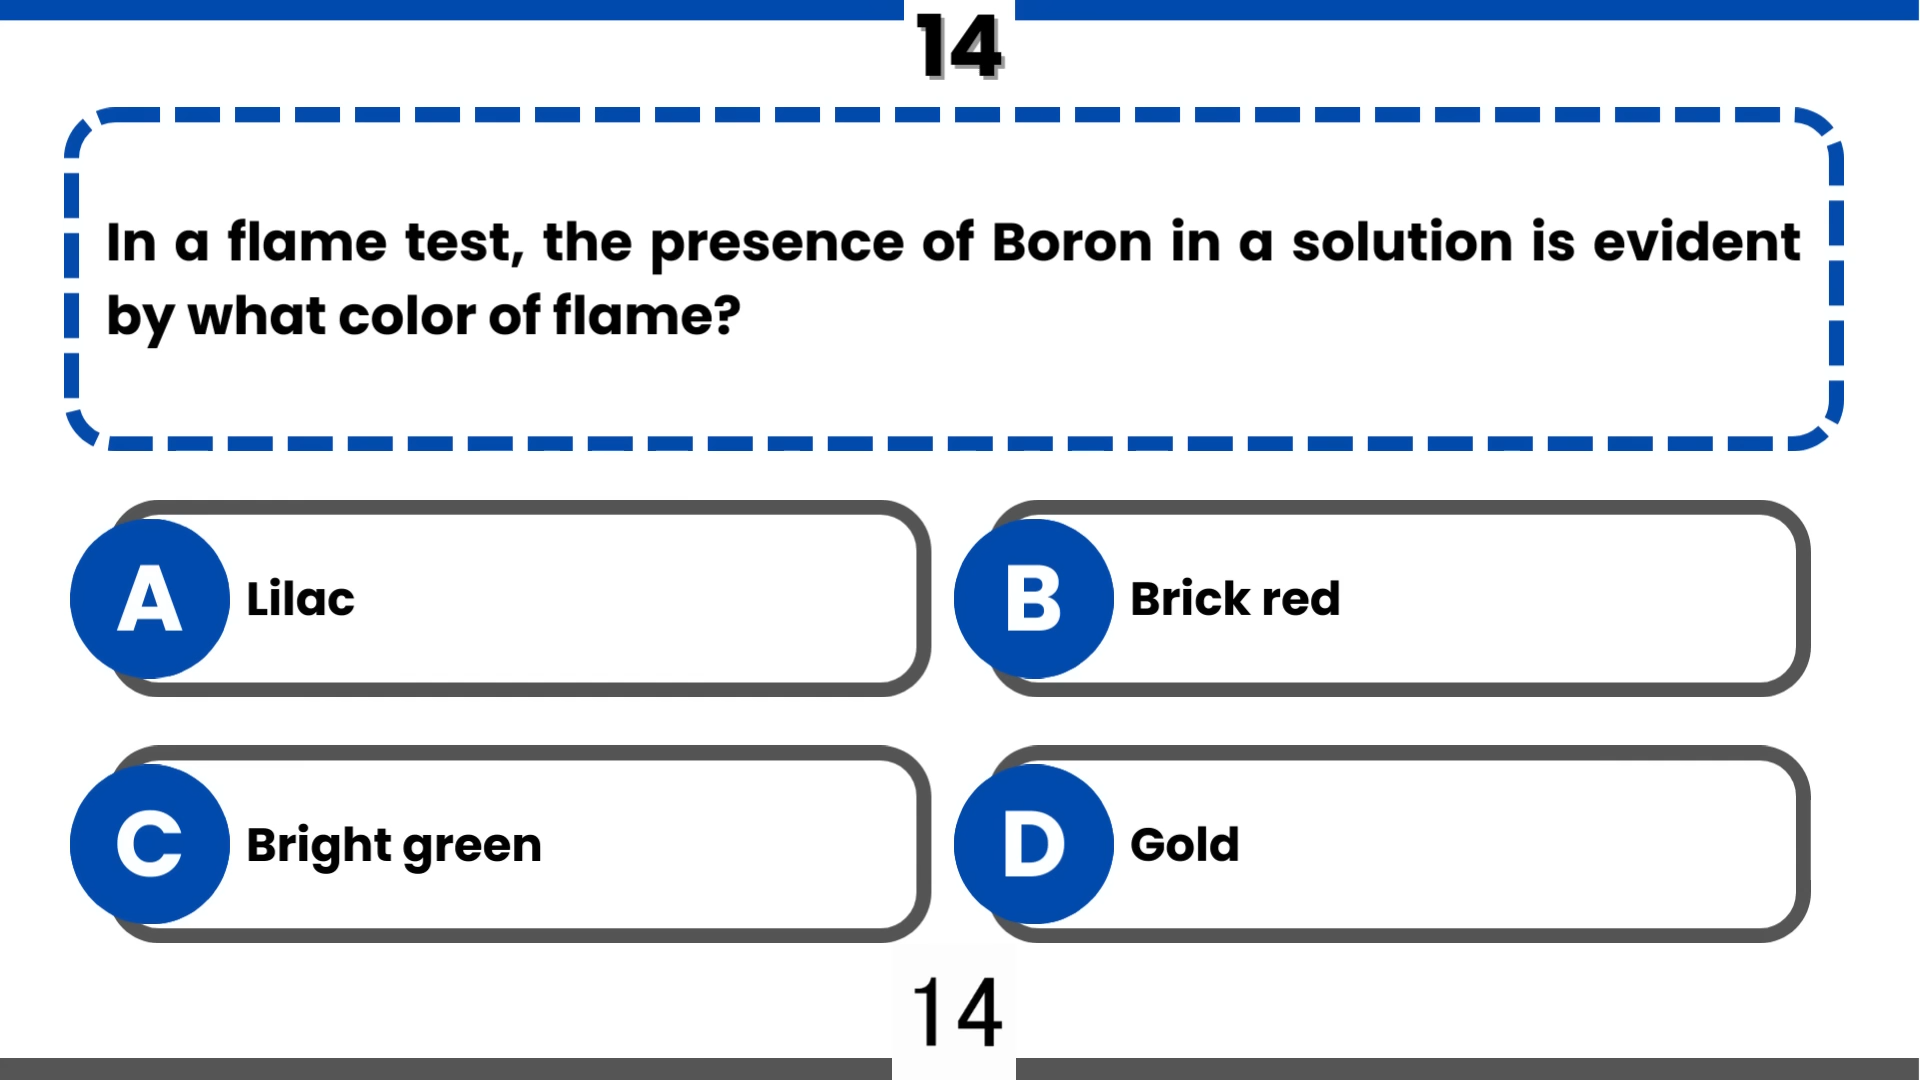 14
In a flame test, the presence of Boron in a solution is evident
by what color of flame?
A Lilac
B Brick red
C Bright green
D Gold
14